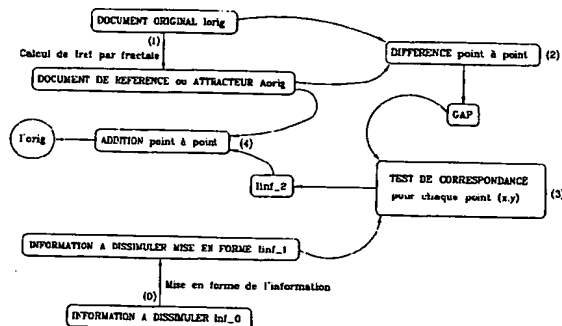 DOCUMENT ORIGINAL Iorig
(1)
Calcul de Iref par fractale
DIFFERENCE point à point
(2)
DOCUMENT DE REFERENCE ou ATTRACTEUR Aorig
GAP
I'orig
ADDITION point à point
(4)
TEST DE CORRESPONDANCE
pour chaque point (x,y)
(3)
Iinf_2
INFORMATION A DISSIMULER MISE EN FORME Iinf_1
(0)
Mise en forme de l'information
INFORMATION A DISSIMULER Inf_0